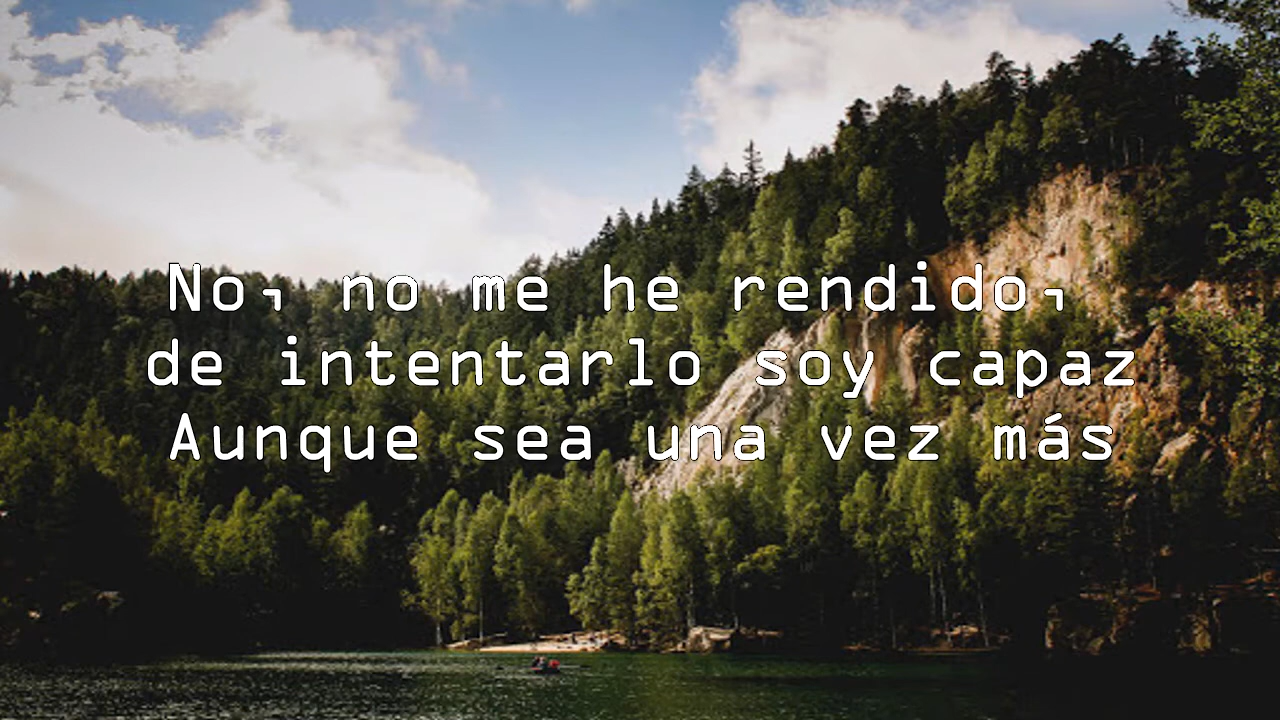 No, no me he rendido,
de intentarlo soy capaz
Aunque sea una vez más